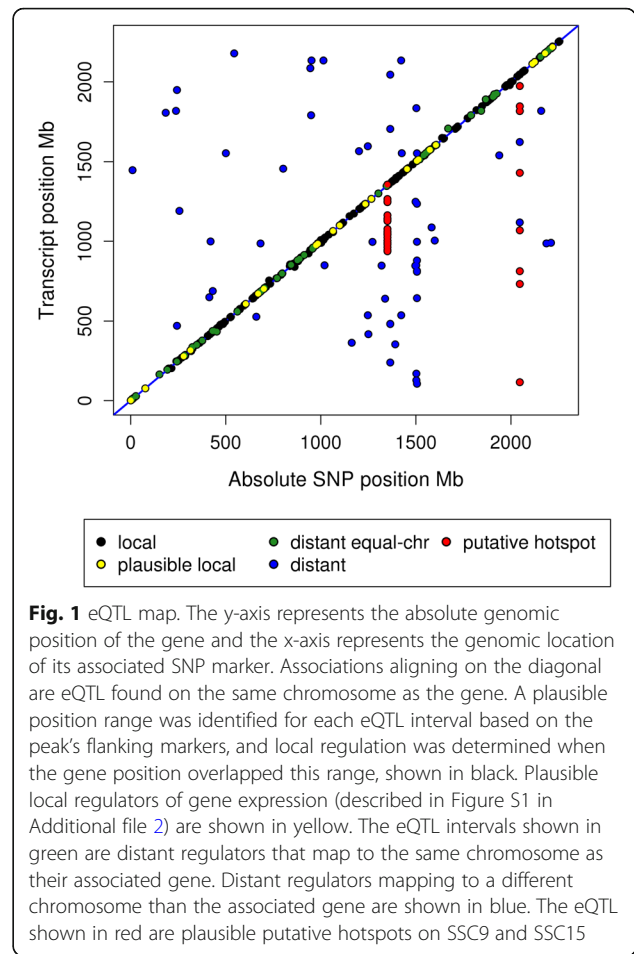 2000
1500
1000
500
0
Transcript position Mb
0 500 1000 1500 2000
Absolute SNP position Mb
local distant equal-chr putative hotspot
plausible local distant
Fig. 1 eQTL map. The y-axis represents the absolute genomic
position of the gene and the x-axis represents the genomic location
of its associated SNP marker. Associations aligning on the diagonal
are eQTL found on the same chromosome as the gene. A plausible
position range was identified for each eQTL interval based on the
peak's flanking markers, and local regulation was determined when
the gene position overlapped this range, shown in black. Plausible
local regulators of gene expression (described in Figure S1 in
Additional file 2) are shown in yellow. The eQTL intervals shown in
green are distant regulators that map to the same chromosome as
their associated gene. Distant regulators mapping to a different
chromosome than the associated gene are shown in blue. The eQTL
shown in red are plausible putative hotspots on SSC9 and SSC15